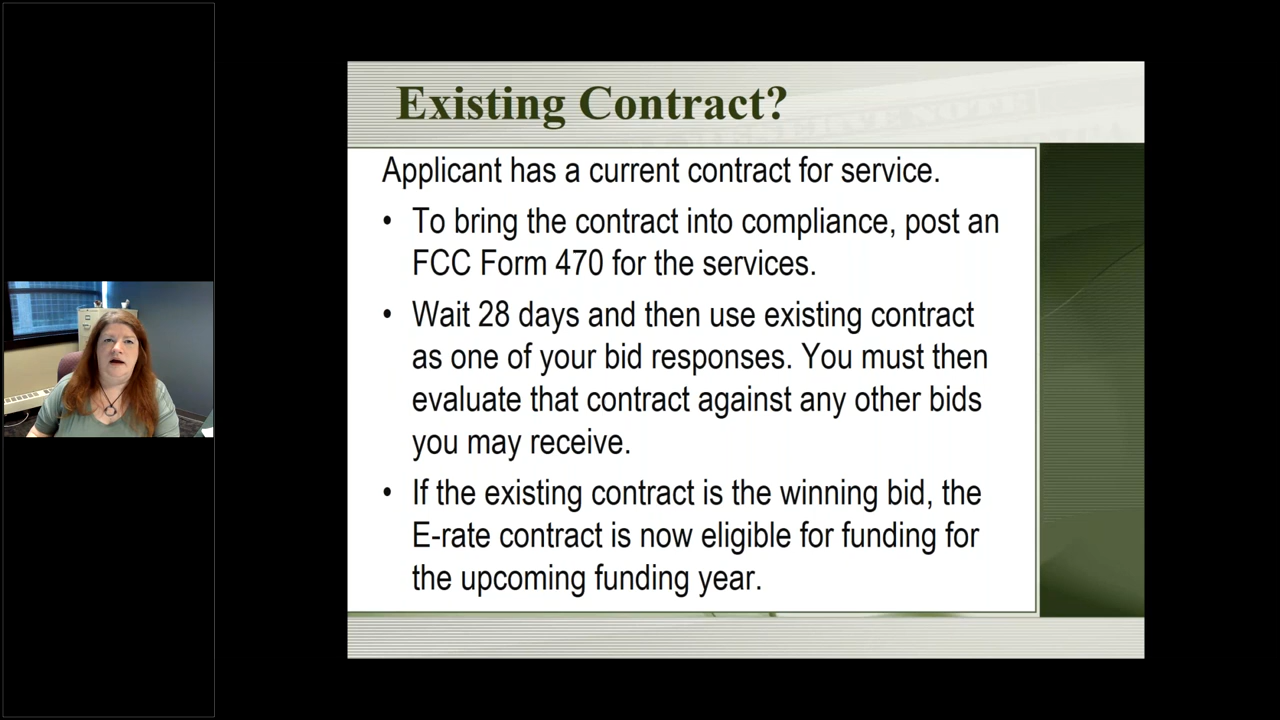 Existing Contract?
Applicant has a current contract for service.
• To bring the contract into compliance, post an
FCC Form 470 for the services.
• Wait 28 days and then use existing contract
as one of your bid responses. You must then
evaluate that contract against any other bids
you may receive.
• If the existing contract is the winning bid, the
E-rate contract is now eligible for funding for
the upcoming funding year.